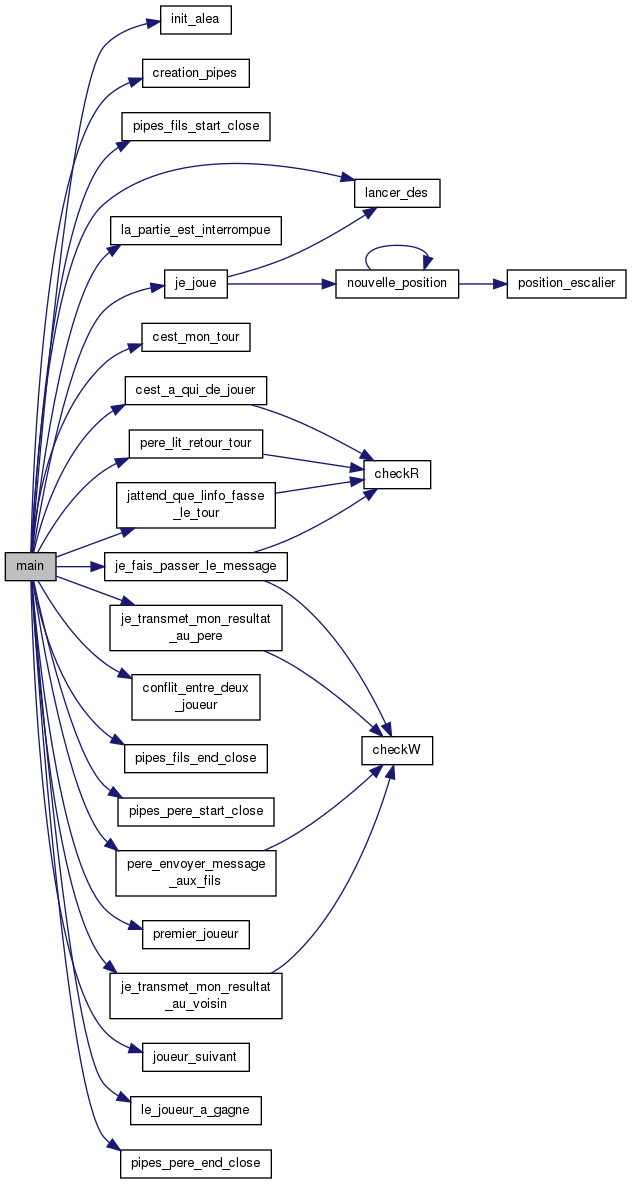 init_alea
creation_pipes
pipes_fils_start_close
lancer_des
la_partie_est_interrompue
je_joue
nouvelle_position
position_escalier
cest_mon_tour
cest_a_qui_de_jouer
pere_lit_retour_tour
checkR
jattend_que_linfo_fasse
_le_tour
main
je_fais_passer_le_message
je_transmet_mon_resultat
_au_pere
conflit_entre_deux
_joueur
checkW
pipes_fils_end_close
pipes_pere_start_close
pere_envoyer_message
_aux_fils
premier_joueur
je_transmet_mon_resultat
_au_voisin
joueur_suivant
le_joueur_a_gagne
pipes_pere_end_close